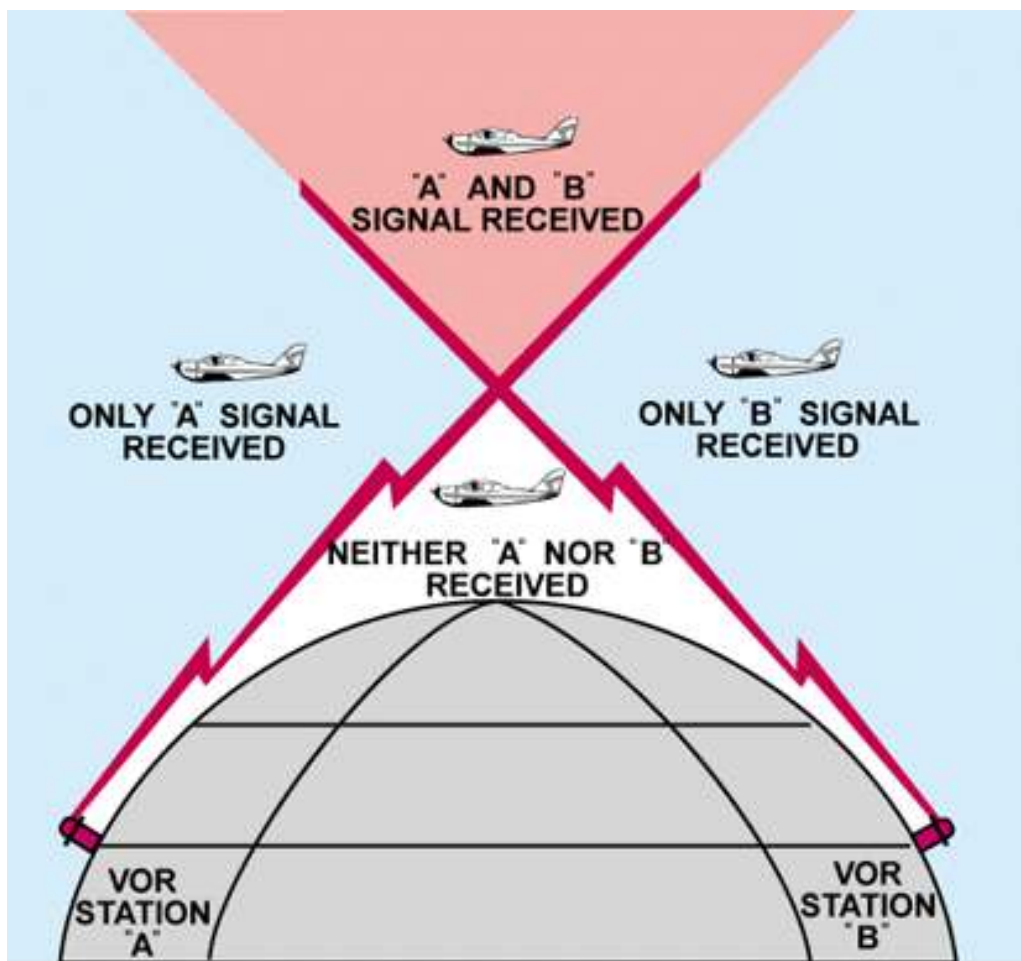 "A" AND "B"
SIGNAL RECEIVED
ONLY "A" SIGNAL
RECEIVED
ONLY "B" SIGNAL
RECEIVED
NEITHER "A" NOR "B"
RECEIVED
VOR
STATION
"A"
VOR
STATION
"B"